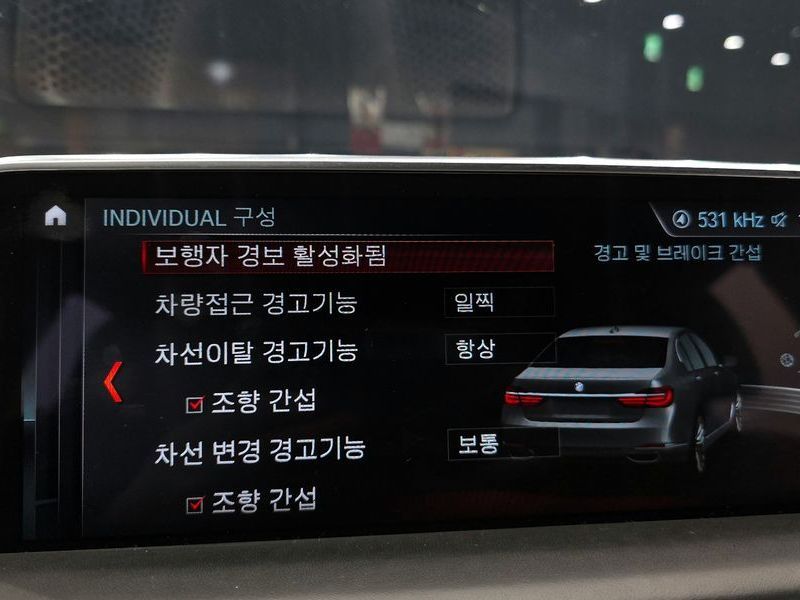 INDIVIDUAL 구성
531 kHz
보행자 경보 활성화됨
경고 및 브레이크 간섭
차량접근 경고기능 일찍
차선이탈 경고기능 항상
조향 간섭
차선 변경 경고기능 보통
조향 간섭